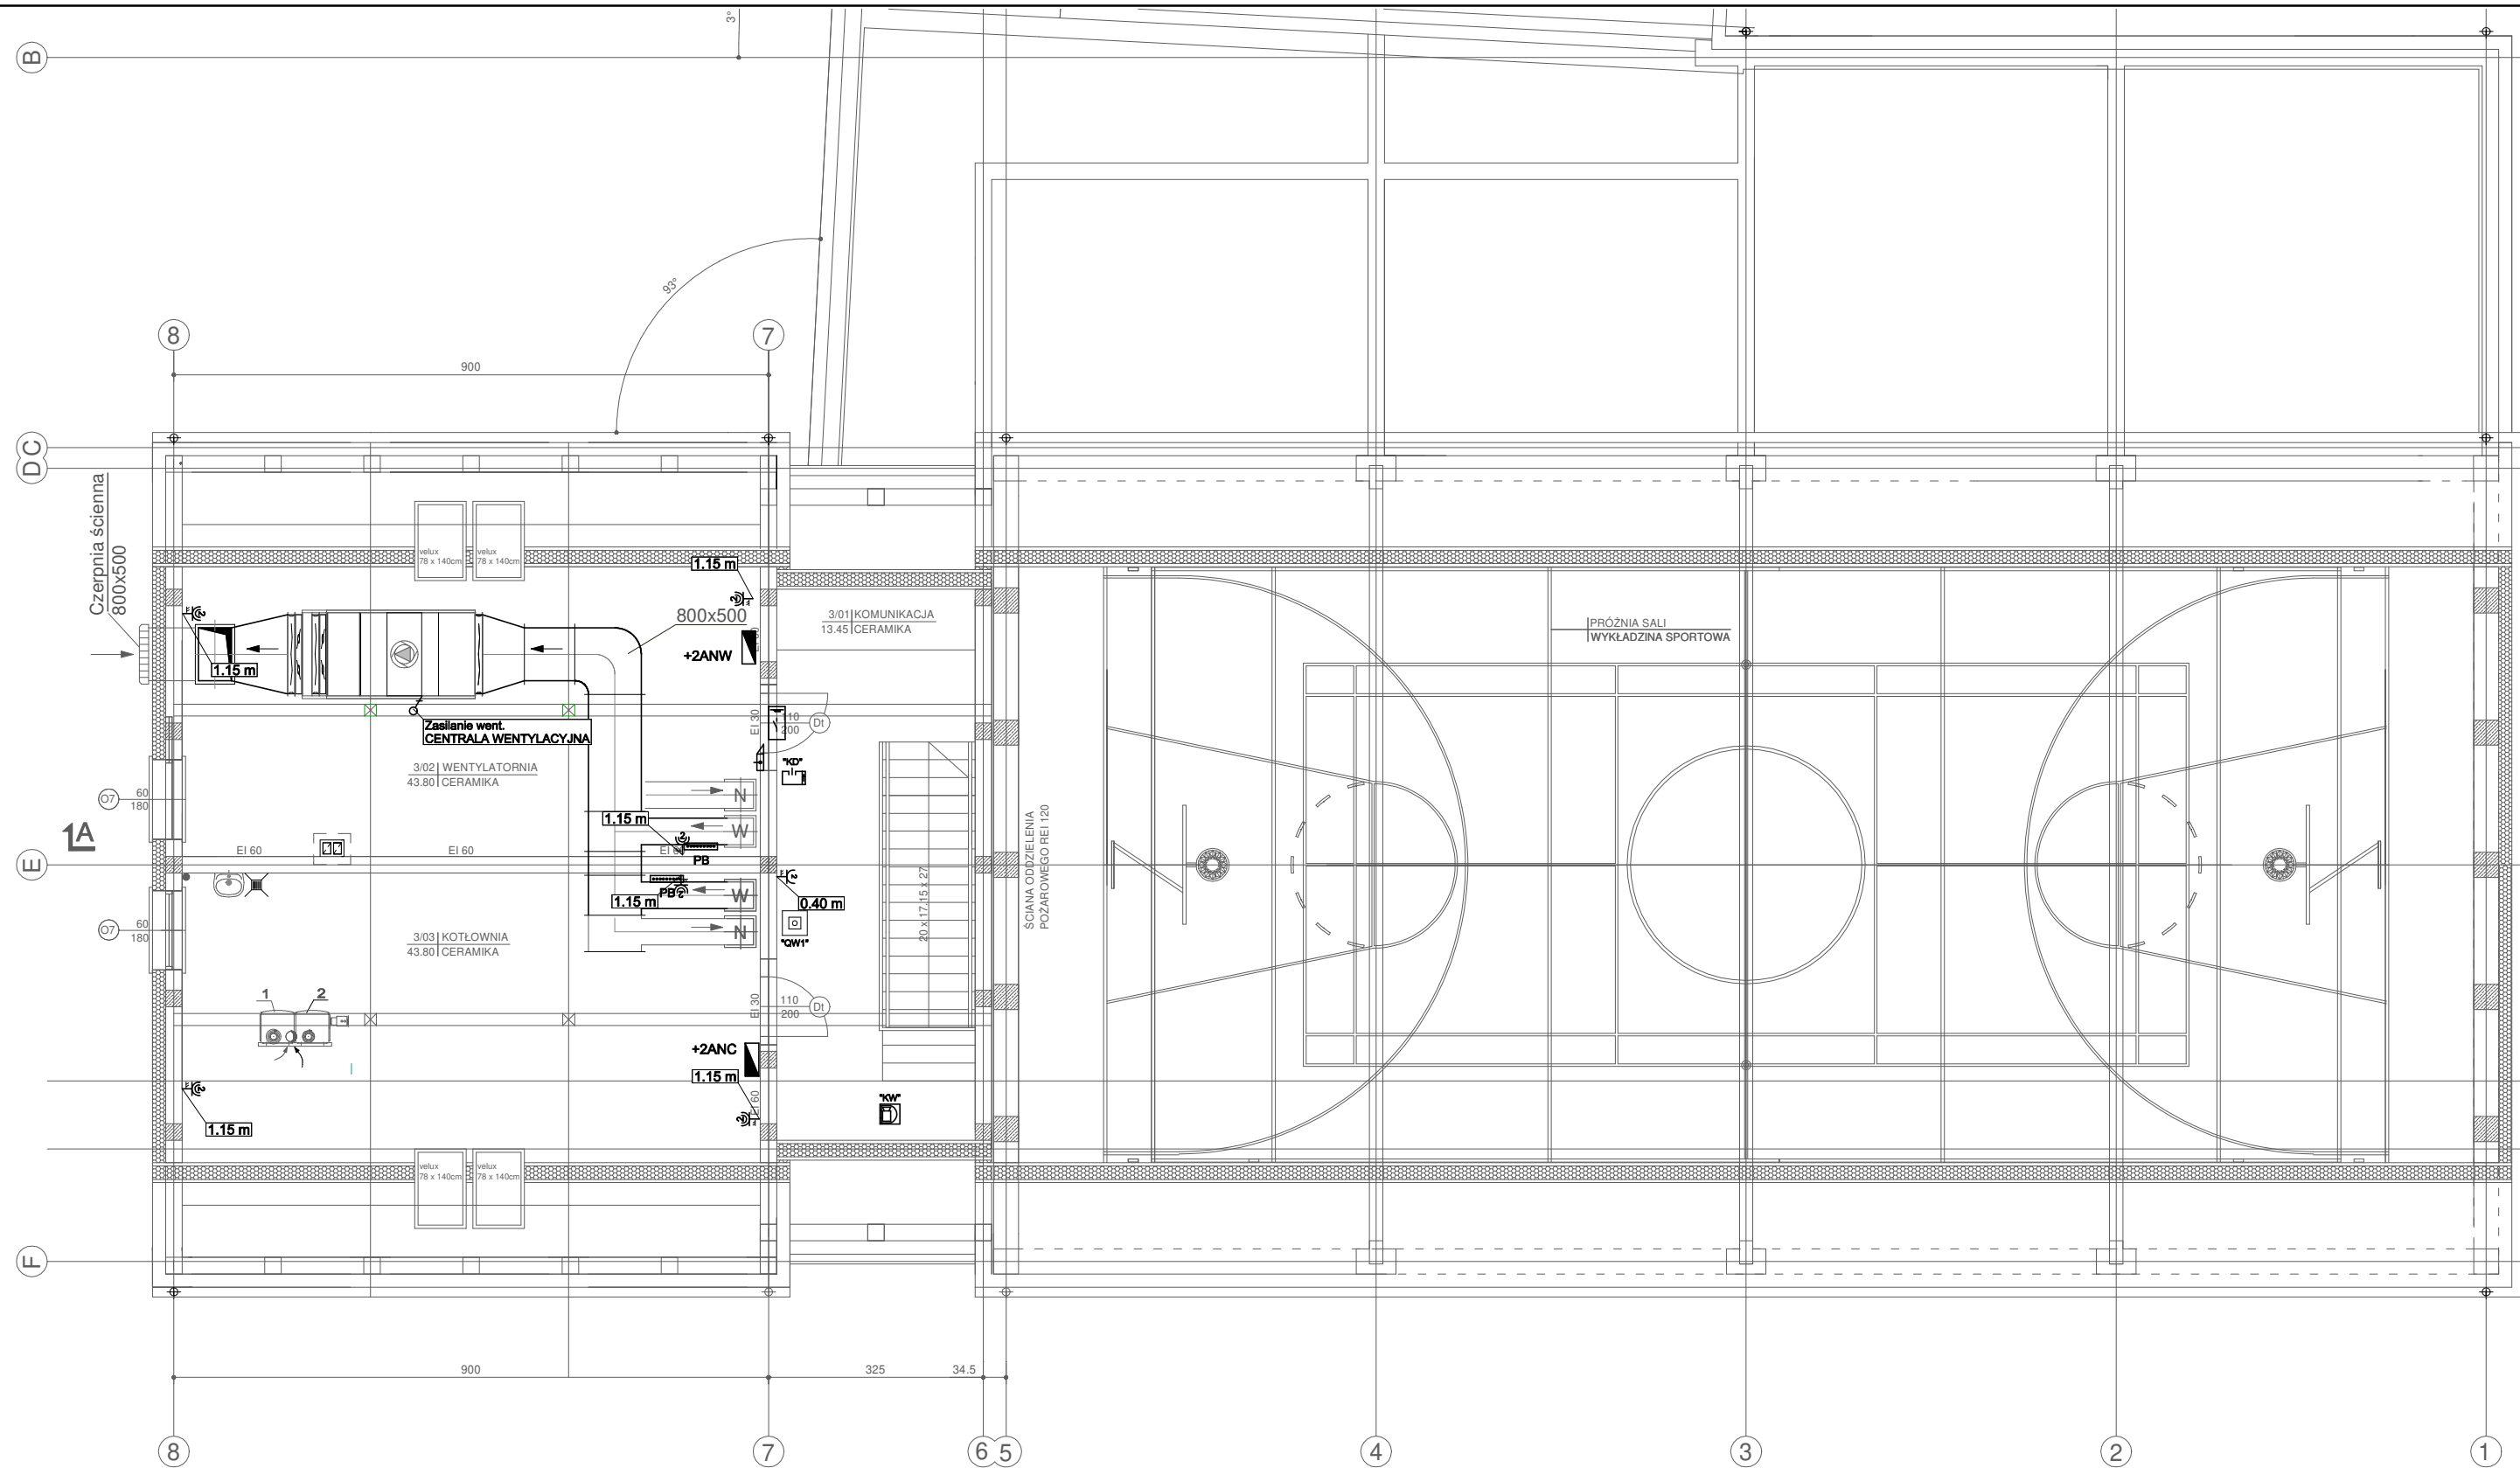 3°
B
93°
8
7
900
C
D
Czerpnia ścienna
800x500
velux
78 x 140cm
velux
78 x 140cm
1.15 m
800x500
3/01 KOMUNIKACJA
13.45 CERAMIKA
PRÓŻNIA SALI
WYKŁADZINA SPORTOWA
+2ANW
1.15 m
Zasilanie went.
CENTRALA WENTYLACYJNA
EI 30
200
Dt
3/02 WENTYLATORNIA
43.80 CERAMIKA
"KD"
O7
60
180
N
1.15 m
W
A
EI 60
EI 60
PB
E
PB
W
1.15 m
0.40 m
"QW1"
N
O7
60
180
3/03 KOTŁOWNIA
43.80 CERAMIKA
20 x 17.15 x 27
ŚCIANA ODDZIELENIA
POŻAROWEGO REI 120
1
2
EI 30
110
200
Dt
+2ANC
1.15 m
EI 60
"KW"
1.15 m
velux
78 x 140cm
velux
78 x 140cm
F
900
325
34.5
8
7
6
5
4
3
2
1